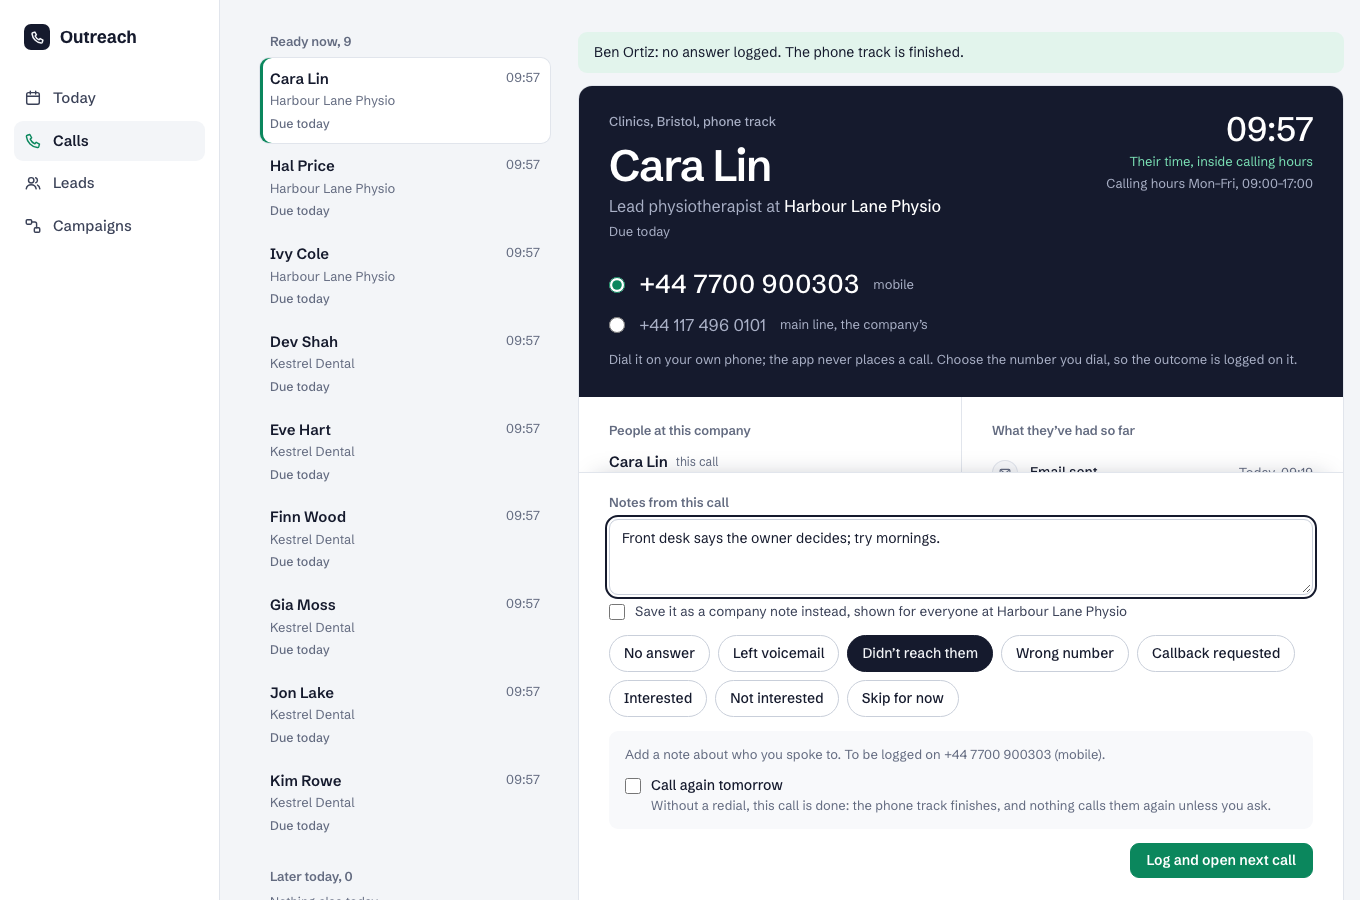 Outreach
Today
Calls
Leads
Campaigns
Ready now, 9
Cara Lin 09:57
Harbour Lane Physio
Due today
Hal Price 09:57
Harbour Lane Physio
Due today
Ivy Cole 09:57
Harbour Lane Physio
Due today
Dev Shah 09:57
Kestrel Dental
Due today
Eve Hart 09:57
Kestrel Dental
Due today
Finn Wood 09:57
Kestrel Dental
Due today
Gia Moss 09:57
Kestrel Dental
Due today
Jon Lake 09:57
Kestrel Dental
Due today
Kim Rowe 09:57
Kestrel Dental
Due today
Later today, 0
Nothing else today
Ben Ortiz: no answer logged. The phone track is finished.
Clinics, Bristol, phone track
Cara Lin
Lead physiotherapist at Harbour Lane Physio
Due today
09:57
Their time, inside calling hours
Calling hours Mon–Fri, 09:00–17:00
+44 7700 900303 mobile
+44 117 496 0101 main line, the company’s
Dial it on your own phone; the app never places a call. Choose the number you dial, so the outcome is logged on it.
People at this company
Cara Lin this call
What they’ve had so far
Email sent Today, 09:19
Notes from this call
Front desk says the owner decides; try mornings.
Save it as a company note instead, shown for everyone at Harbour Lane Physio
No answer Left voicemail Didn’t reach them Wrong number Callback requested
Interested Not interested Skip for now
Add a note about who you spoke to. To be logged on +44 7700 900303 (mobile).
Call again tomorrow
Without a redial, this call is done: the phone track finishes, and nothing calls them again unless you ask.
Log and open next call